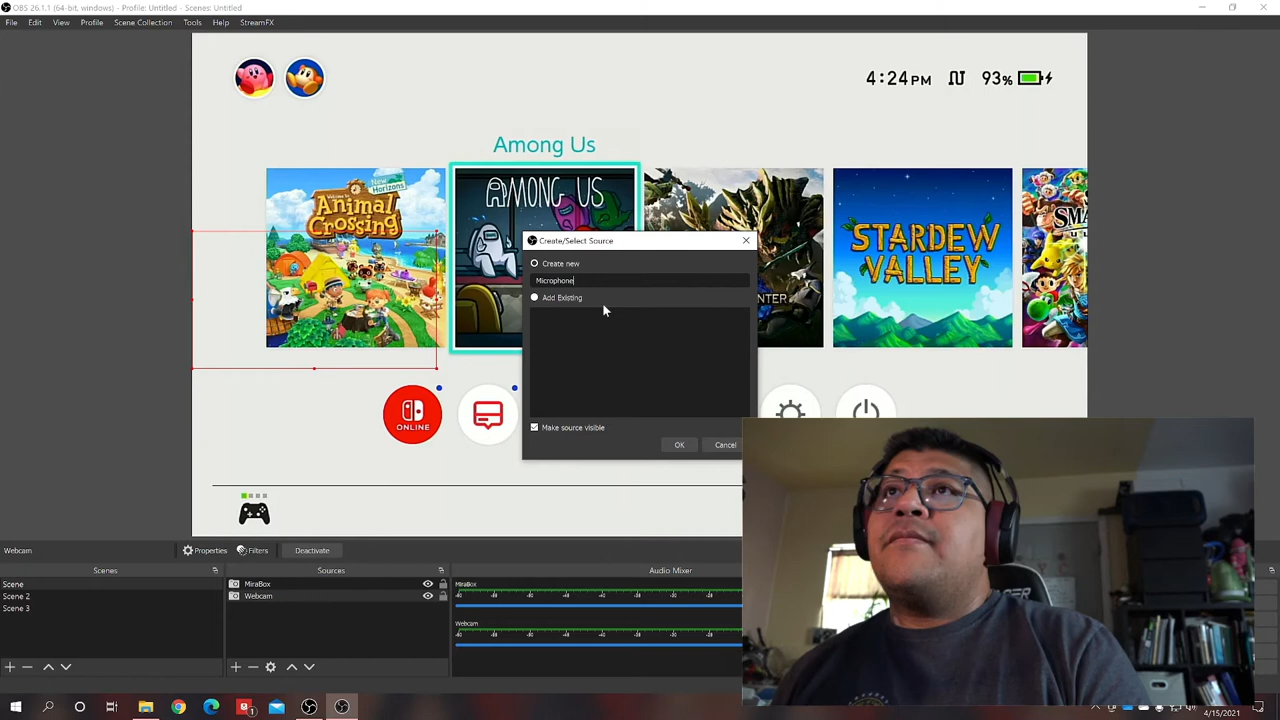 OBS 26.1.1 (64-bit, windows) - Profile: Untitled - Scenes: Untitled
File Edit View Profile Scene Collection Tools Help StreamFX
4:24 PM 93%
Among Us
New Horizons
Animal Crossing
AMONG US
STARDEW VALLEY
Create/Select Source
Create new
Microphone
Add Existing
Make source visible
OK Cancel
ONLINE
Webcam Properties Filters Deactivate
Scenes Sources Audio Mixer
Scene
Scene 2
Scene 3
MiraBox
Webcam
MiraBox
Webcam
4/15/2021